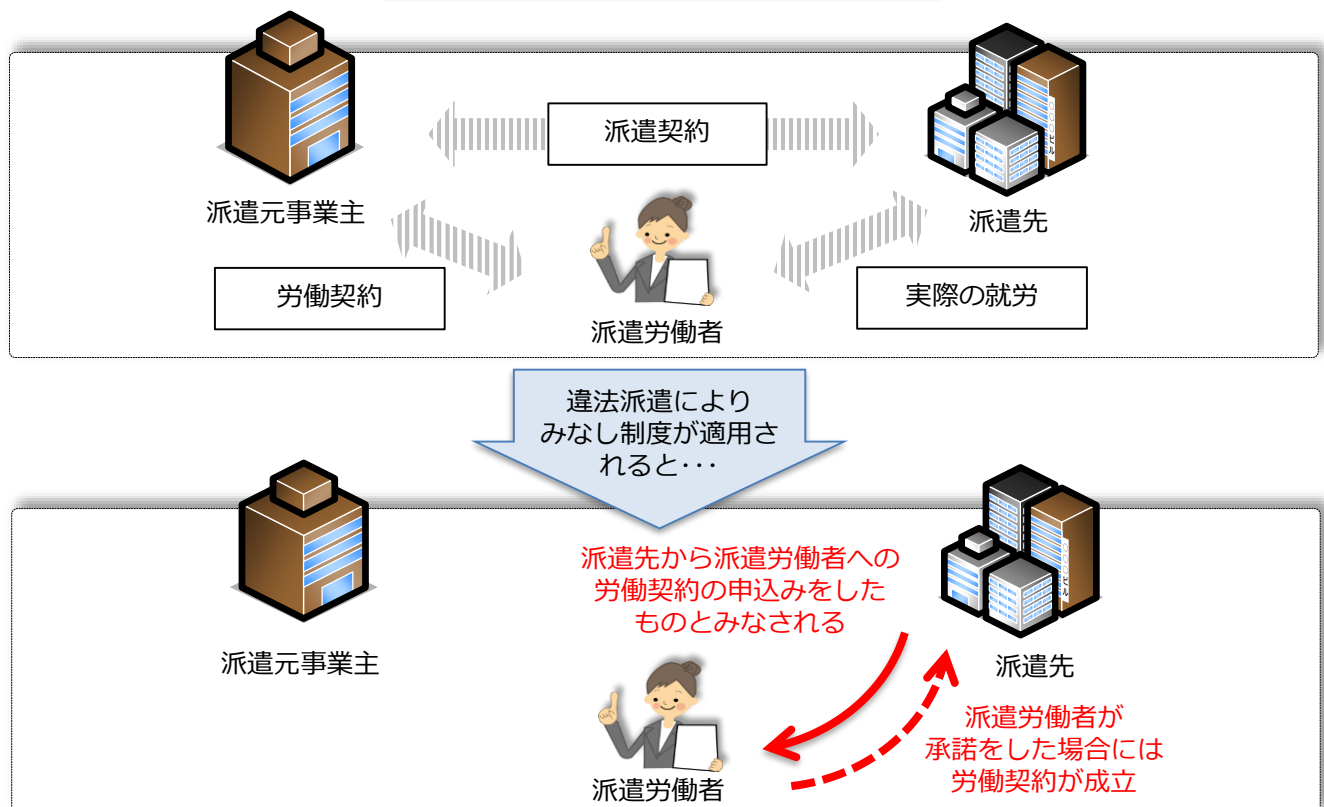 派遣契約
派遣元事業主
派遣先
労働契約
実際の就労
派遣労働者
違法派遣により
みなし制度が適用さ
れると･･･
派遣先から派遣労働者への
労働契約の申込みをした
ものとみなされる
派遣元事業主
派遣先
派遣労働者が
承諾をした場合には
労働契約が成立
派遣労働者